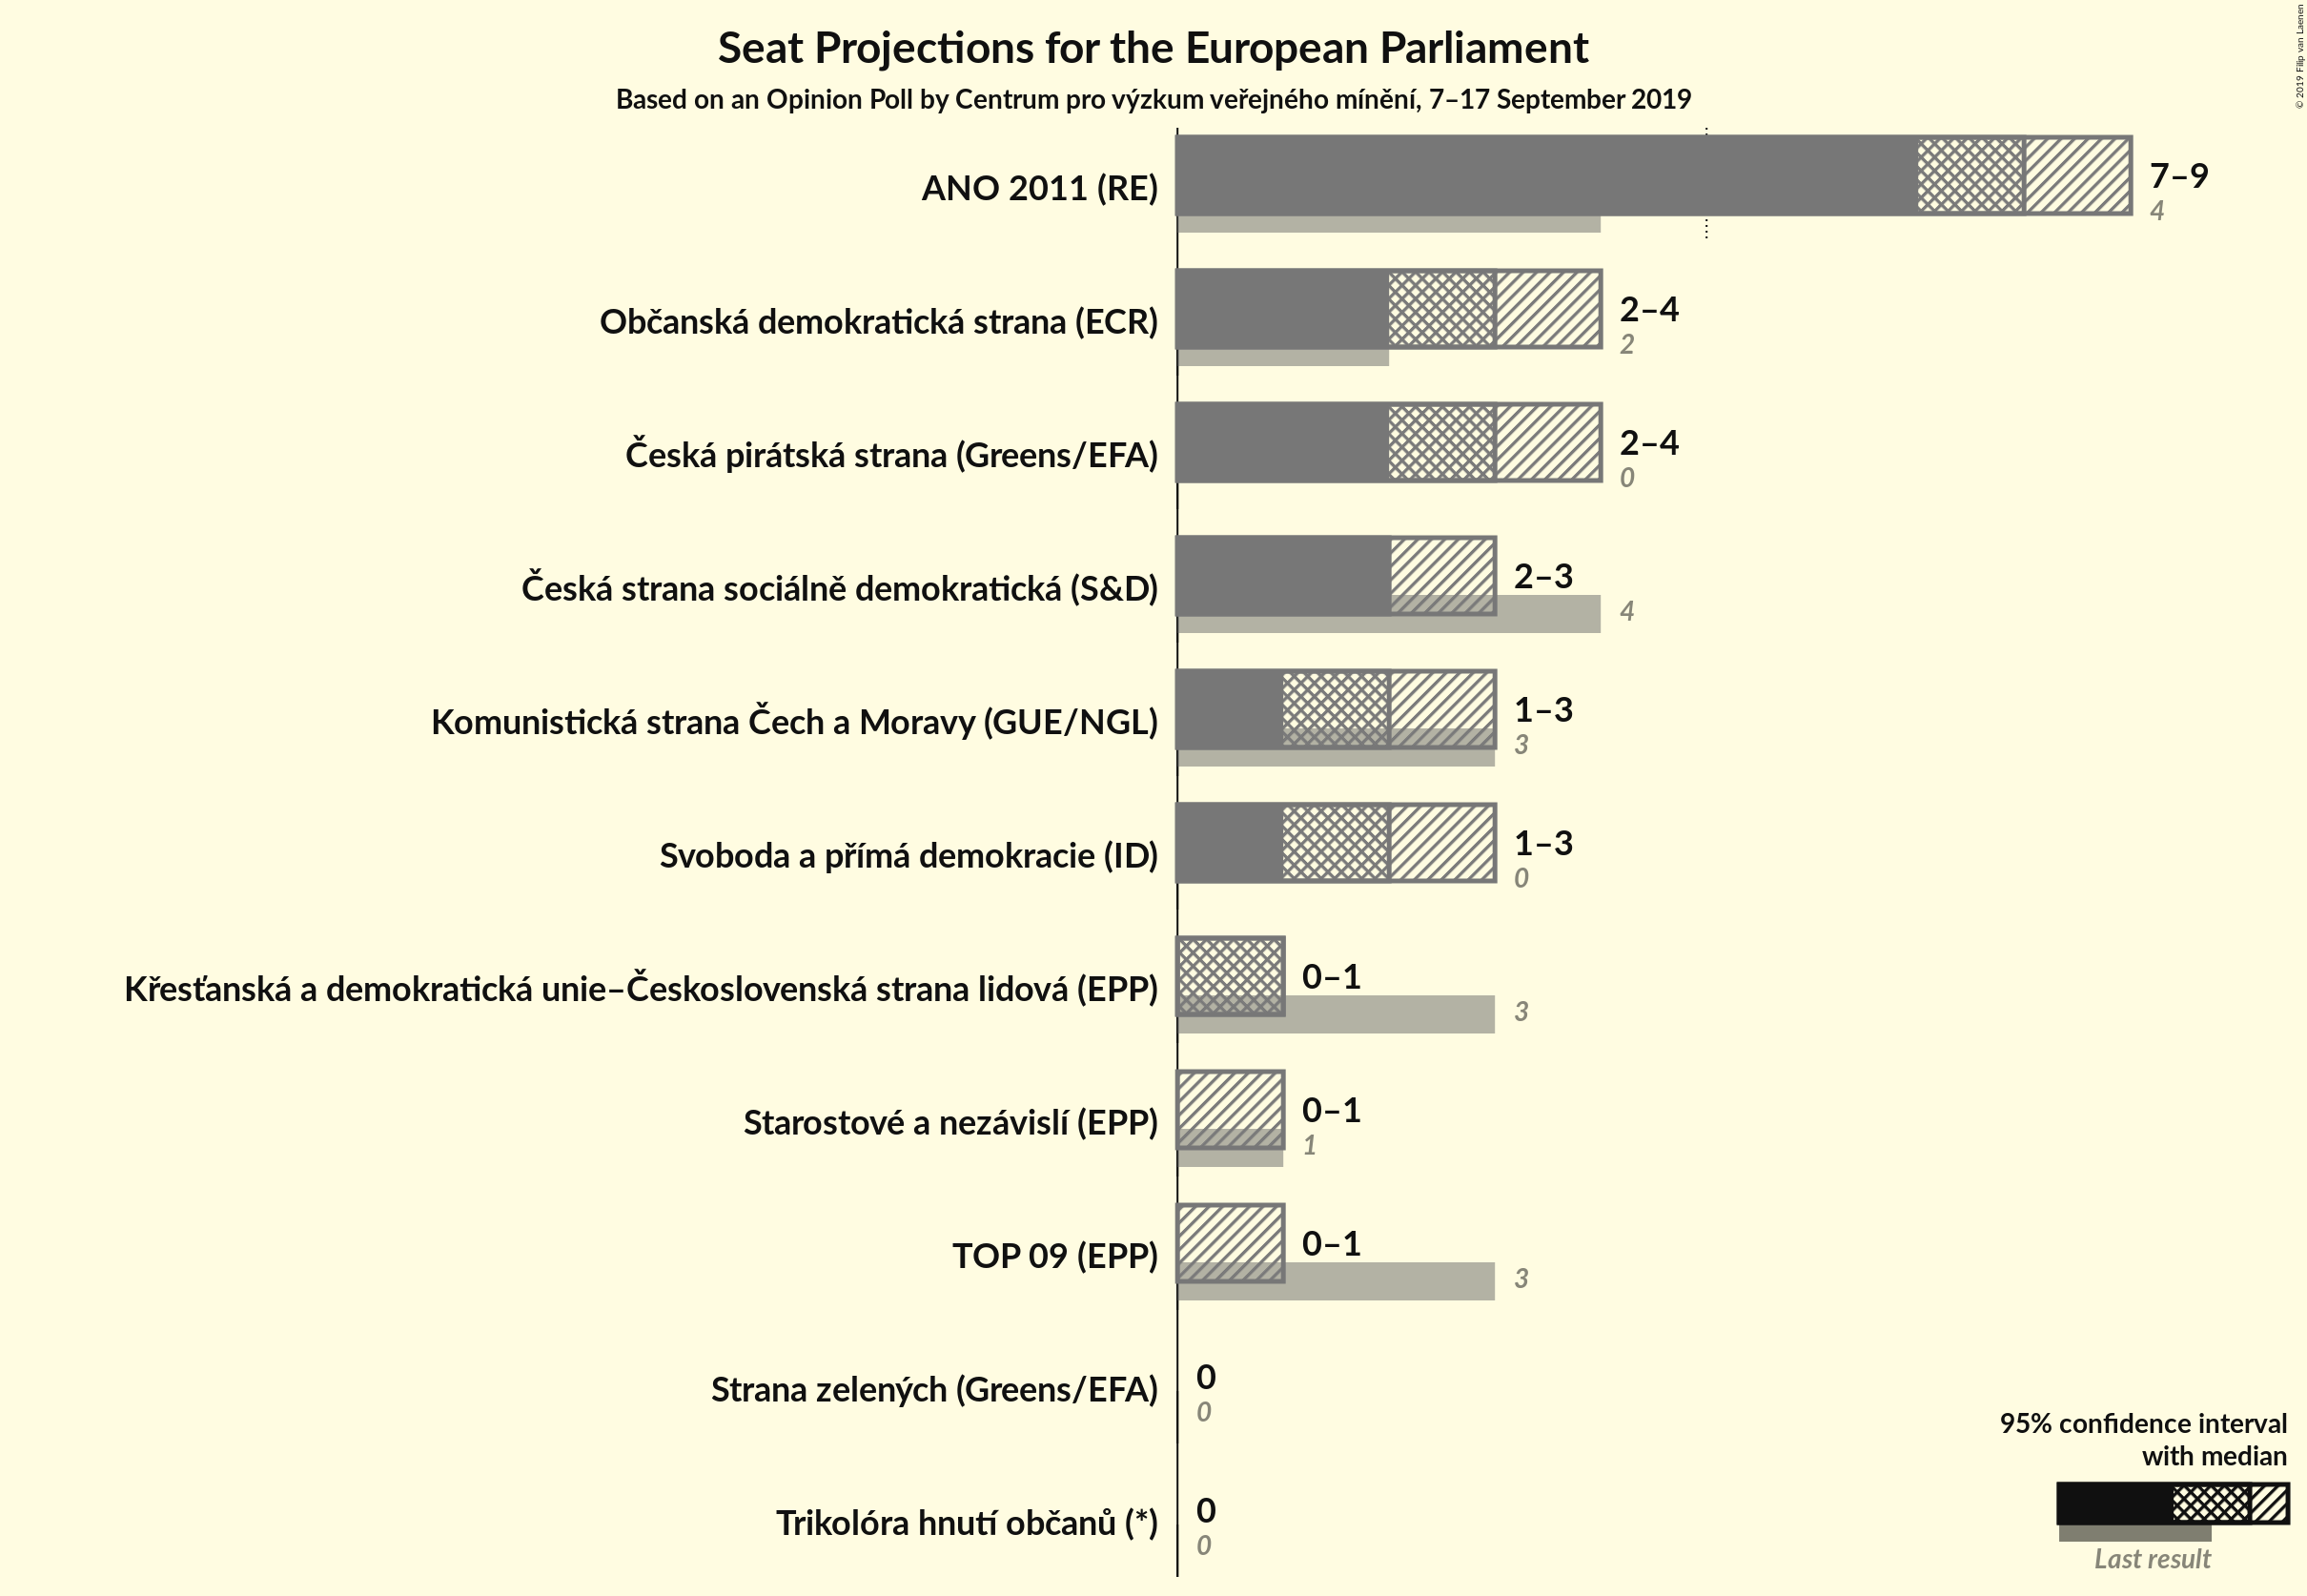 Seat Projections for the European Parliament
Based on an Opinion Poll by Centrum pro výzkum veřejného mínění, 7–17 September 2019
© 2019 Filip van Laenen
ANO 2011 (RE)
7–9
4
Občanská demokratická strana (ECR)
2–4
2
Česká pirátská strana (Greens/EFA)
2–4
0
Česká strana sociálně demokratická (S&D)
2–3
4
Komunistická strana Čech a Moravy (GUE/NGL)
1–3
3
Svoboda a přímá demokracie (ID)
1–3
0
Křesťanská a demokratická unie–Československá strana lidová (EPP)
0–1
3
Starostové a nezávislí (EPP)
0–1
1
TOP 09 (EPP)
0–1
3
Strana zelených (Greens/EFA)
0
0
Trikolóra hnutí občanů (*)
0
0
95% confidence interval
with median
Last result